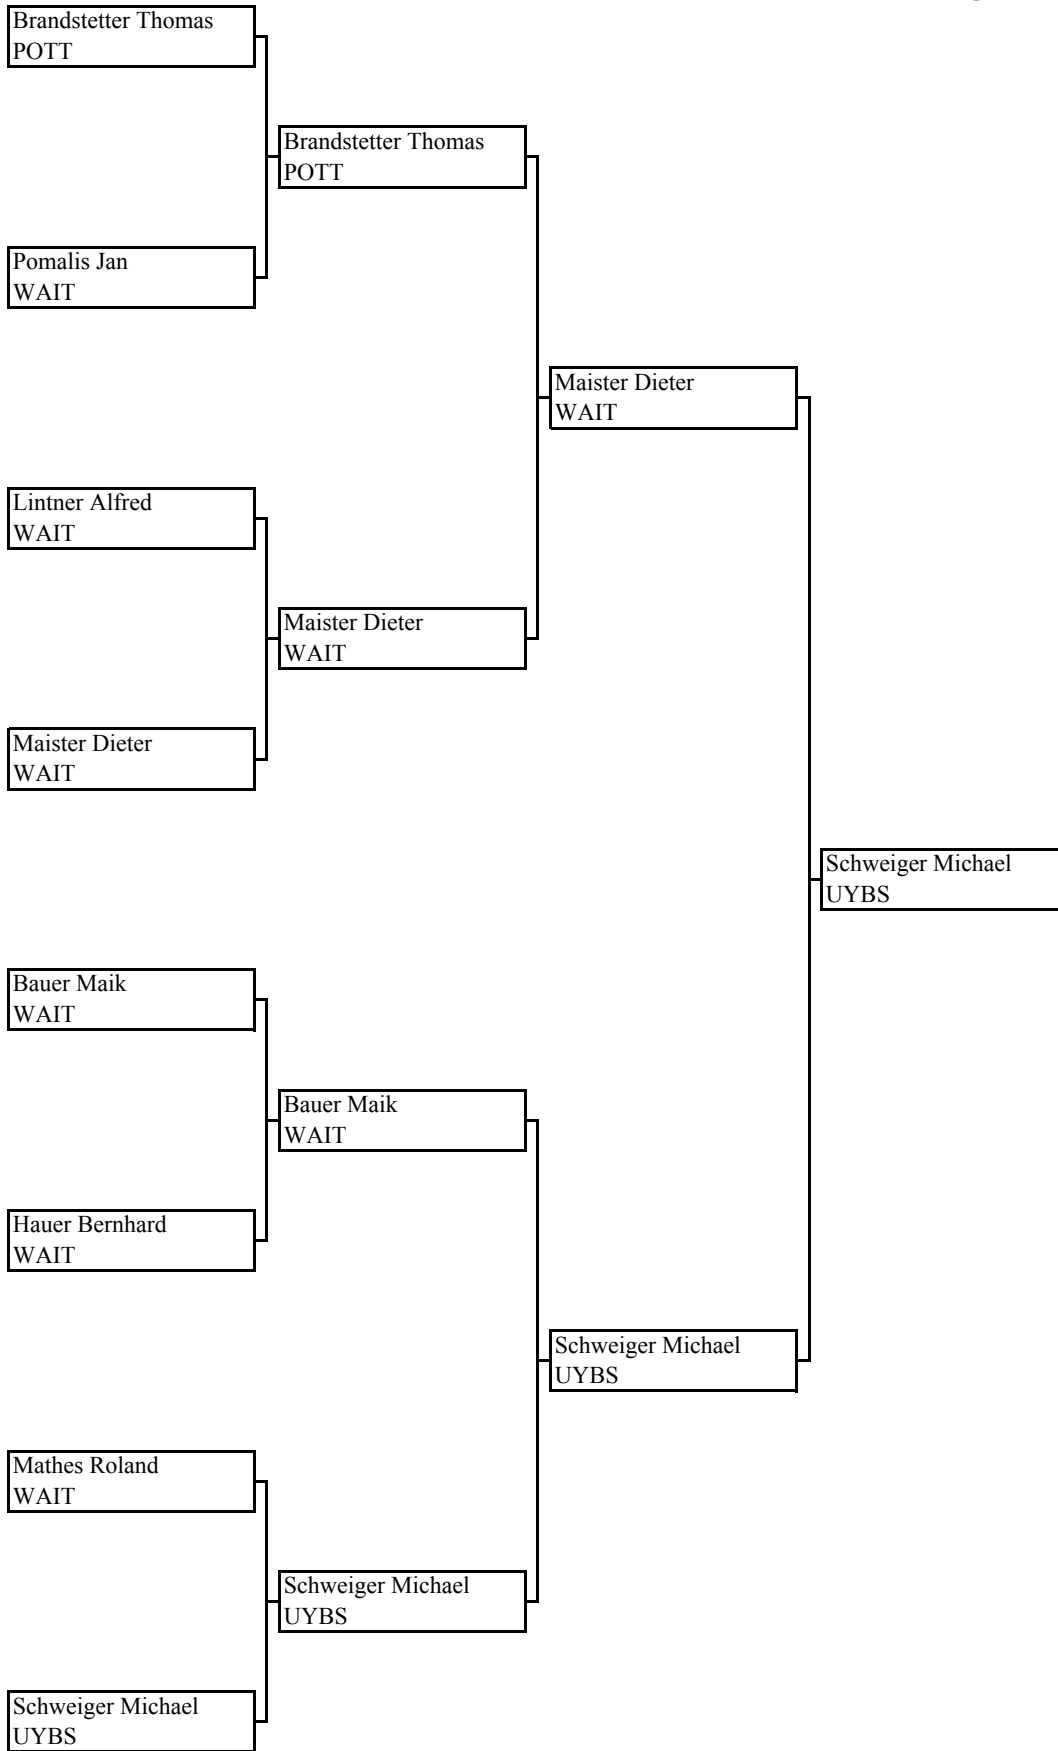 Brandstetter Thomas
POTT
Brandstetter Thomas
POTT
Pomalis Jan
WAIT
Maister Dieter
WAIT
Lintner Alfred
WAIT
Maister Dieter
WAIT
Maister Dieter
WAIT
Schweiger Michael
UYBS
Bauer Maik
WAIT
Bauer Maik
WAIT
Hauer Bernhard
WAIT
Schweiger Michael
UYBS
Mathes Roland
WAIT
Schweiger Michael
UYBS
Schweiger Michael
UYBS